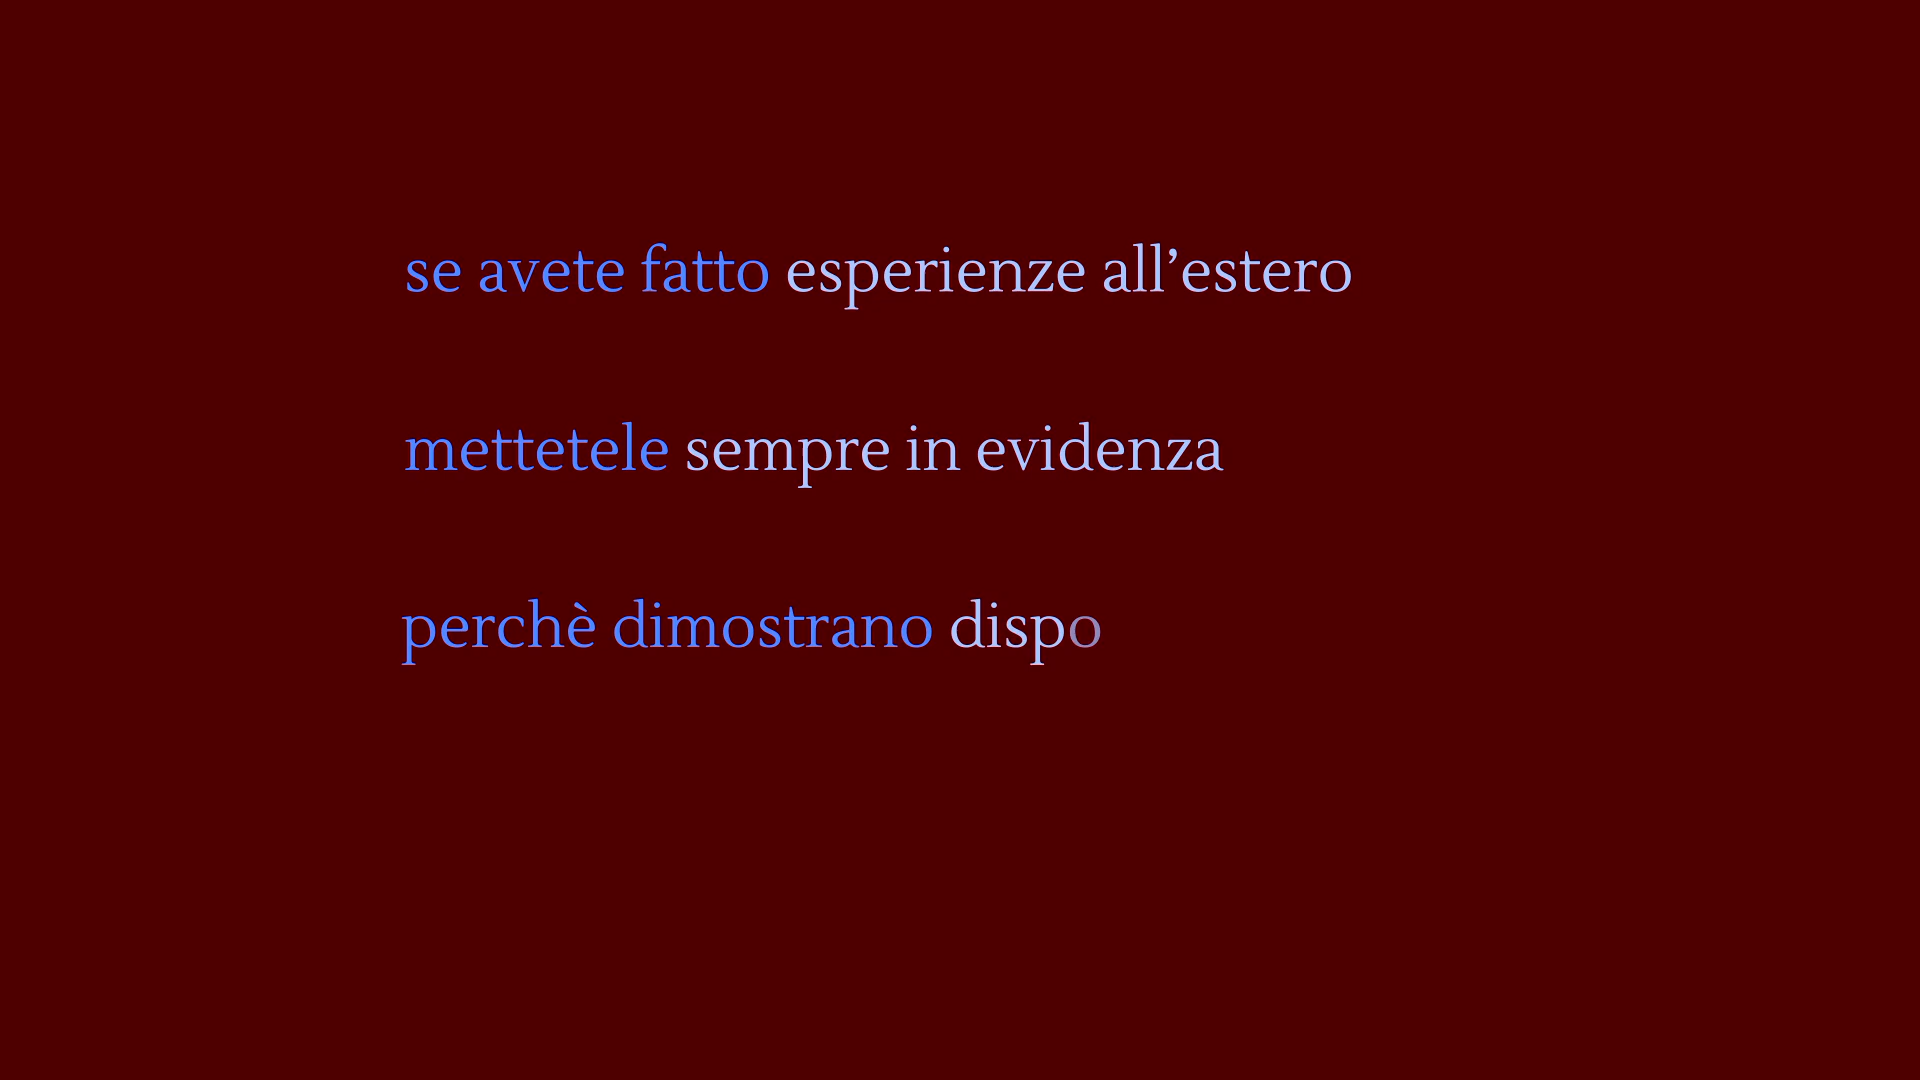 se avete fatto esperienze all’estero
mettetele sempre in evidenza
perchè dimostrano dispo